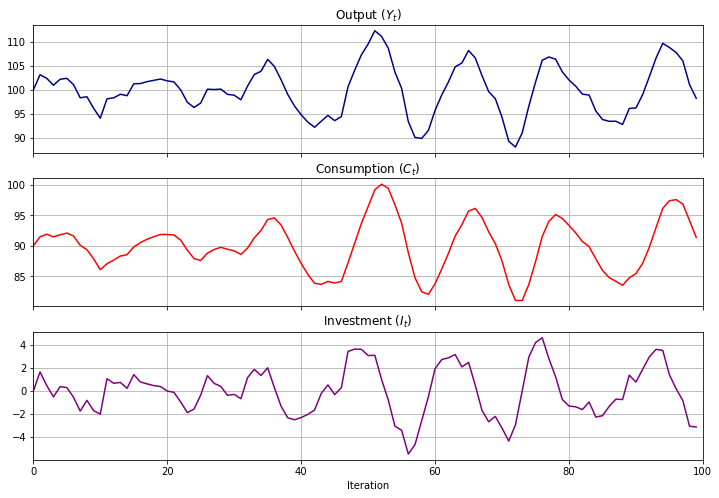 Output (Y_t)
110
105
100
95
90
Consumption (C_t)
100
95
90
85
Investment (I_t)
4
2
0
−2
−4
0 20 40 60 80 100
Iteration